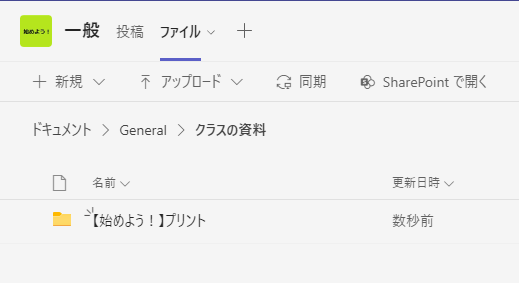 始めよう！
一般 投稿 ファイル
新規 アップロード 同期 SharePoint で開く
ドキュメント > General > クラスの資料
名前 更新日時
【始めよう！】プリント 数秒前